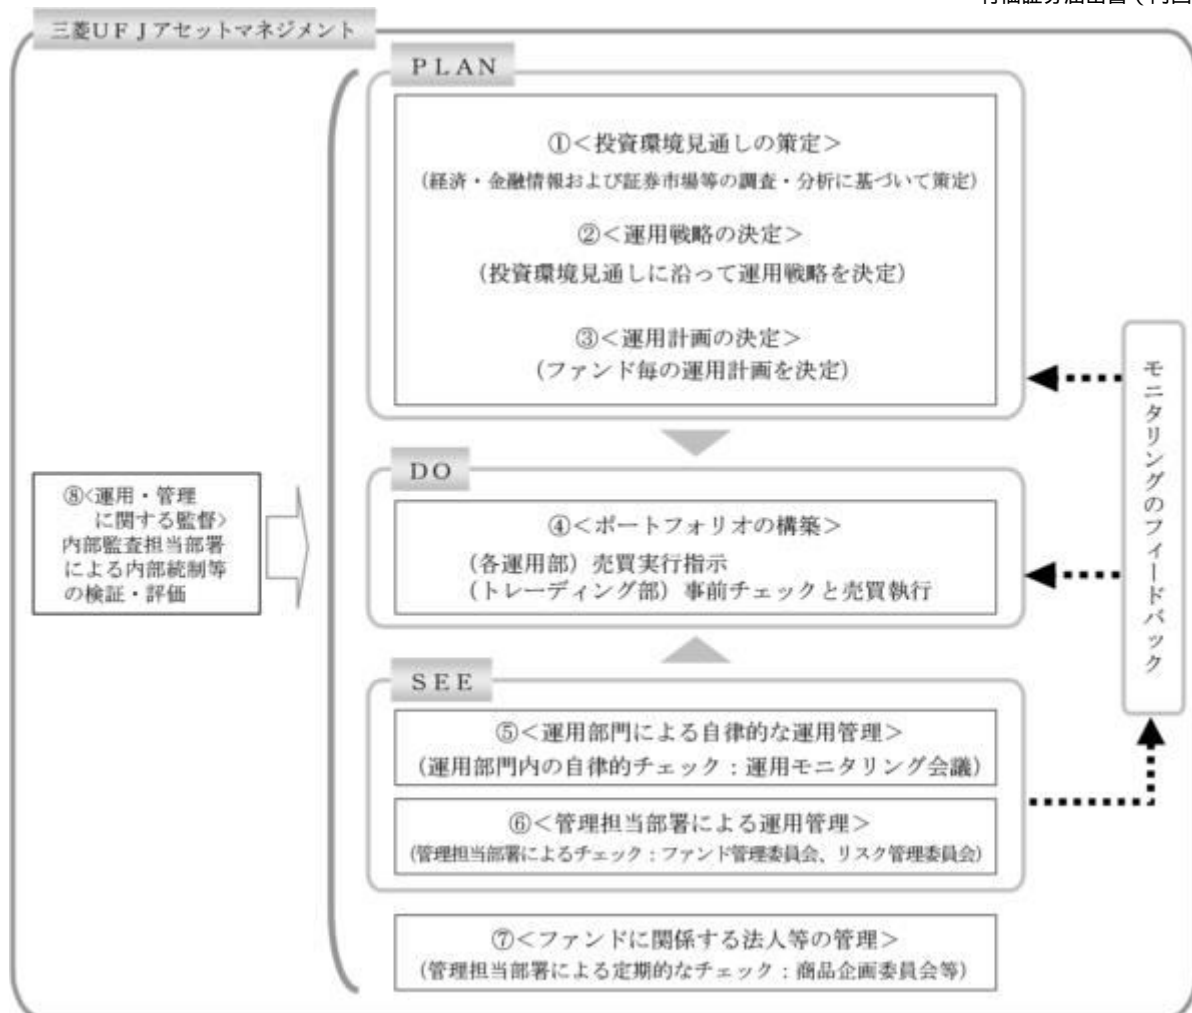 三菱UFJアセットマネジメント
PLAN
①<投資環境見通しの策定>
(経済・金融情報および証券市場等の調査・分析に基づいて策定)
②<運用戦略の決定>
(投資環境見通しに沿って運用戦略を決定)
③<運用計画の決定>
(ファンド毎の運用計画を決定)
DO
④<ポートフォリオの構築>
(各運用部)売買実行指示
(トレーディング部)事前チェックと売買執行
SEE
⑤<運用部門による自律的な運用管理>
(運用部門内の自律的チェック:運用モニタリング会議)
⑥<管理担当部署による運用管理>
(管理担当部署によるチェック:ファンド管理委員会、リスク管理委員会)
⑦<ファンドに関係する法人等の管理>
(管理担当部署による定期的なチェック:商品企画委員会等)
⑧<運用・管理
に関する監督>
内部監査担当部署
による内部統制等
の検証・評価
モニタリングのフィードバック